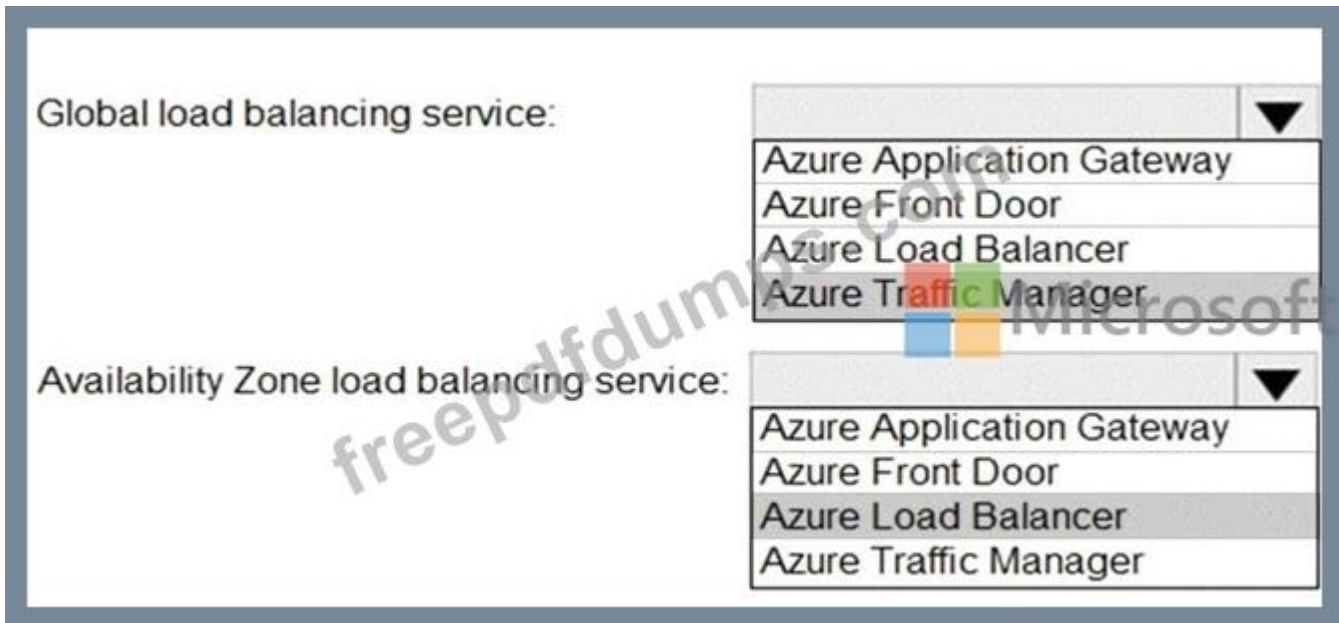 Global load balancing service:
Azure Application Gateway
Azure Front Door
Azure Load Balancer
Azure Traffic Manager
Microsoft
Availability Zone load balancing service:
Azure Application Gateway
Azure Front Door
Azure Load Balancer
Azure Traffic Manager
freepdfdumps.com